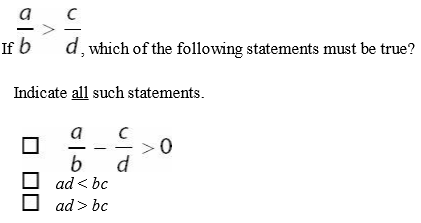 If a/b > c/d, which of the following statements must be true?
Indicate all such statements.
a/b − c/d > 0
ad < bc
ad > bc